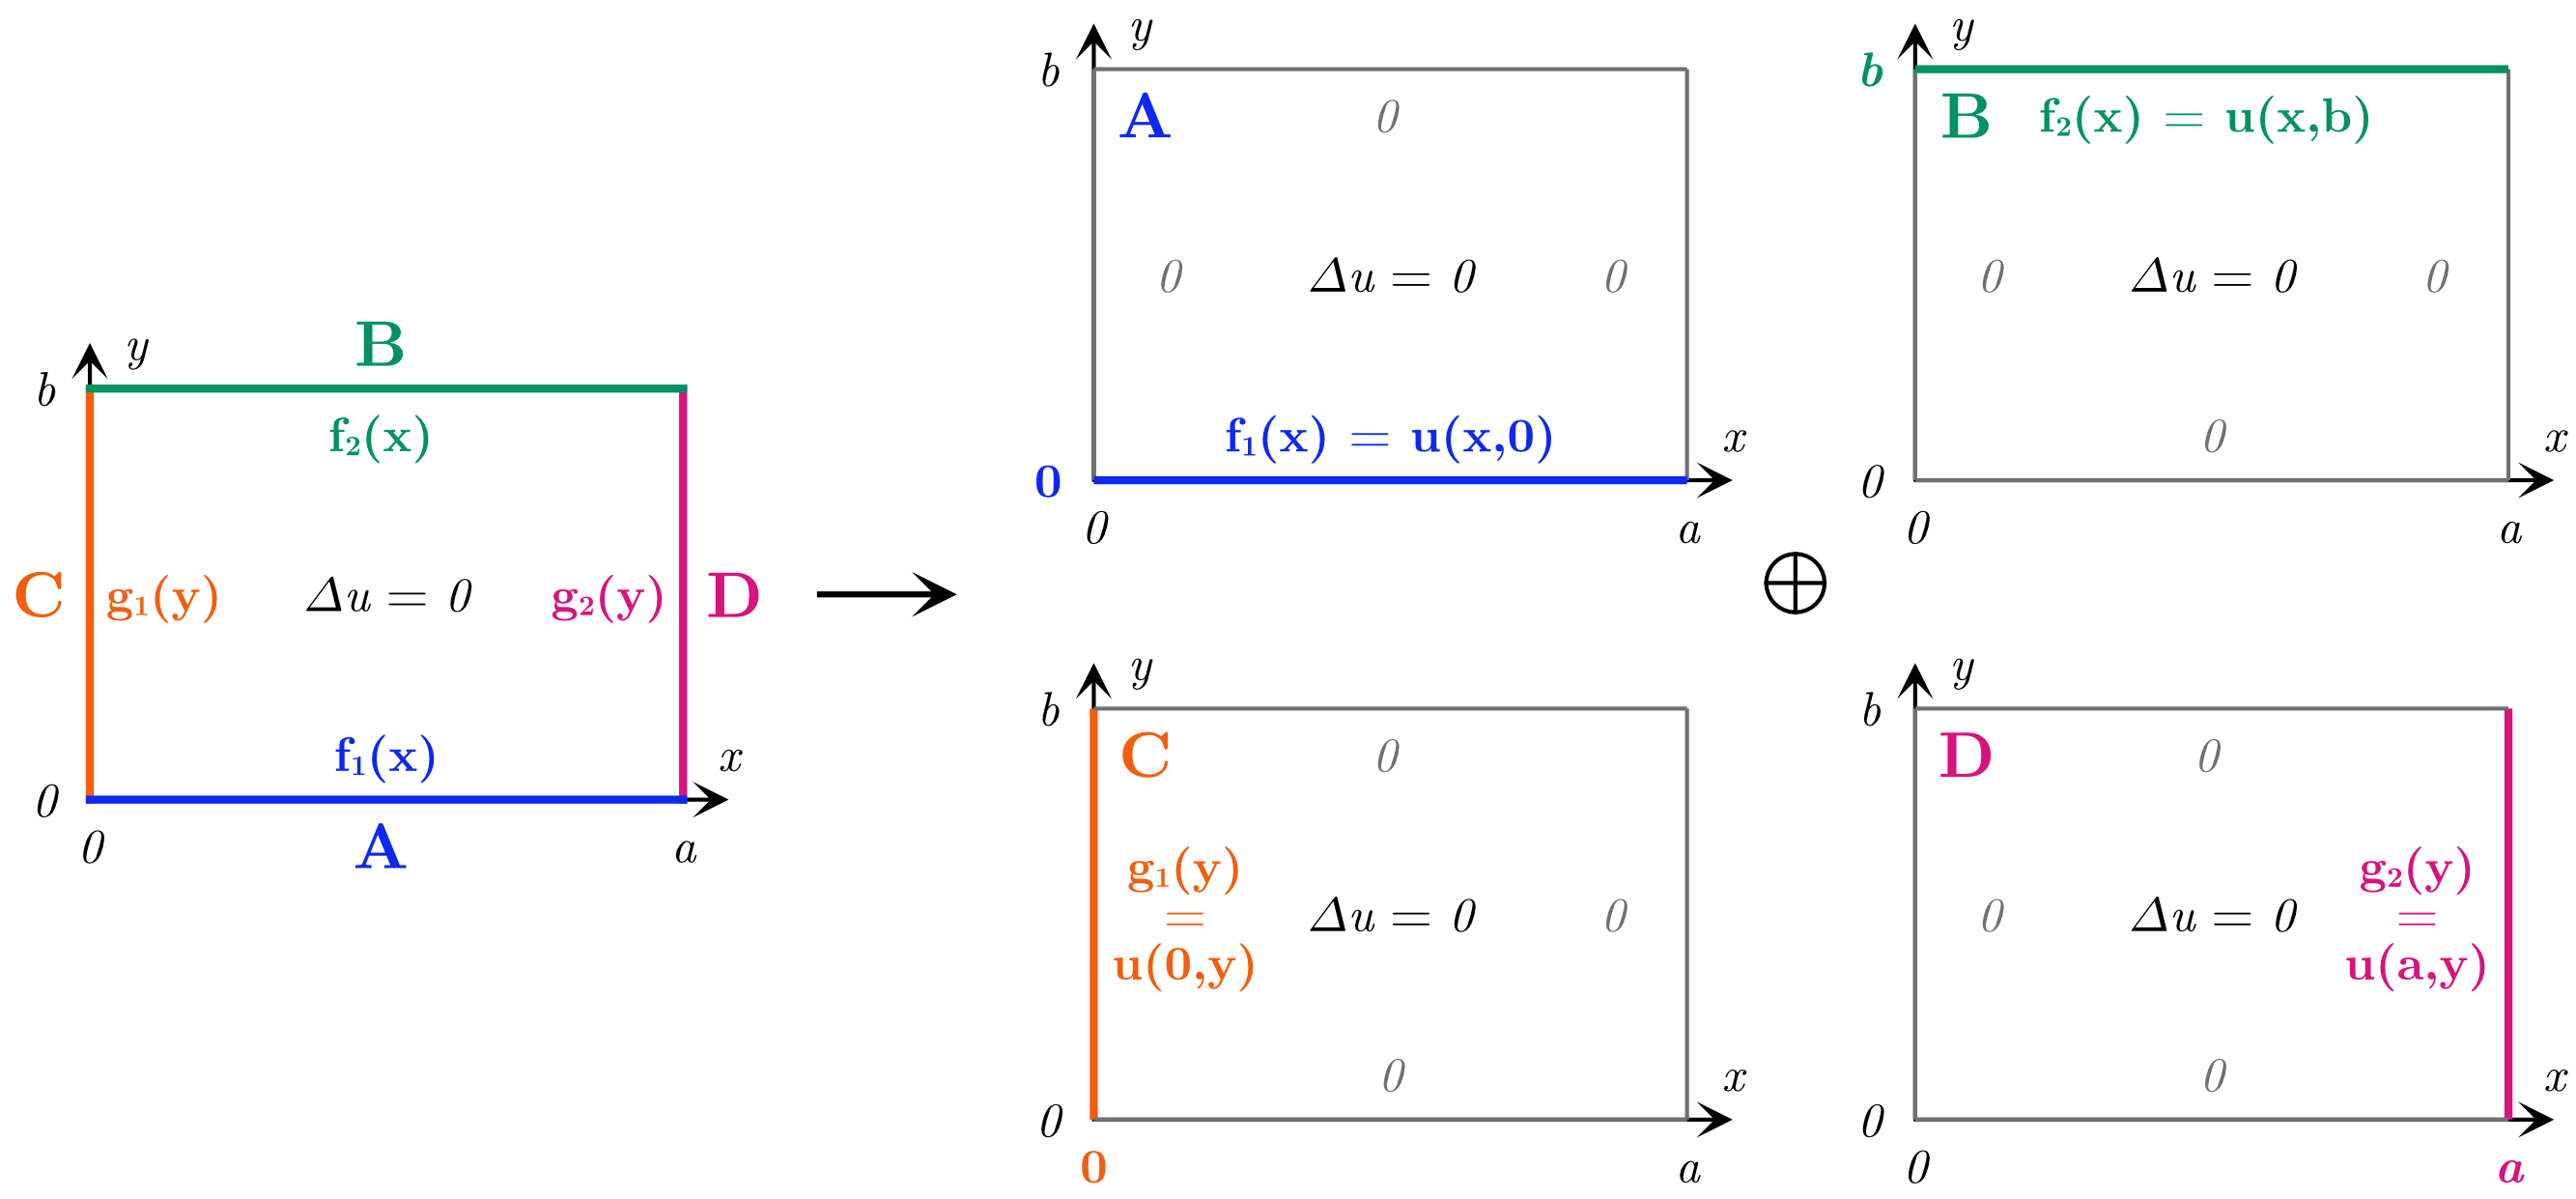 y
b
B
f₂(x)
C g₁(y) Δu = 0 g₂(y) D
f₁(x) x
0
0 A a
y
b
A 0
0 Δu = 0 0
f₁(x) = u(x,0) x
0
0 a
y
b
B f₂(x) = u(x,b)
0 Δu = 0 0
0 x
0
0 a
y
b
C 0
g₁(y)
=
u(0,y)
Δu = 0 0
0 x
0
0 a
y
b
D 0
0 Δu = 0
g₂(y)
=
u(a,y)
0 x
0
0 a